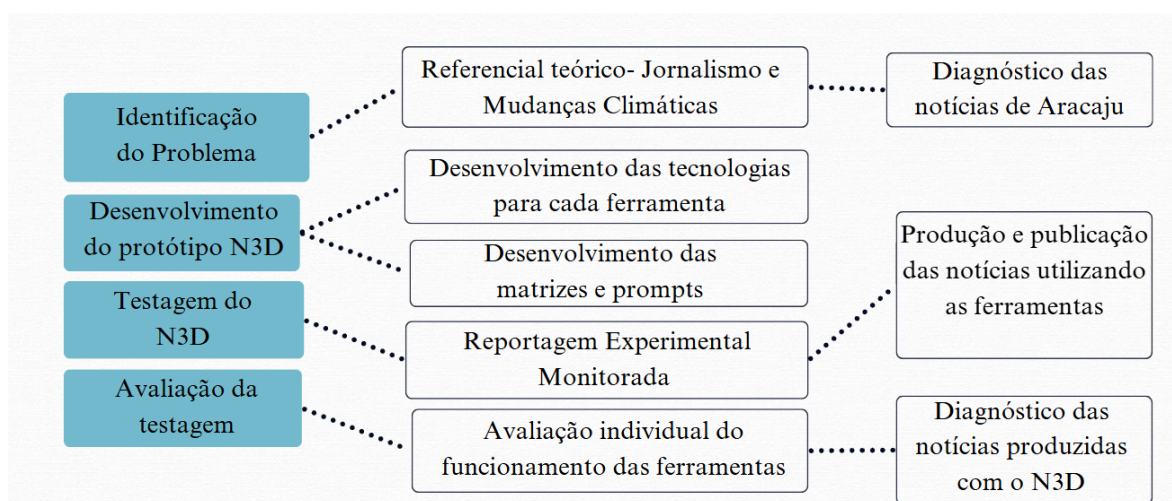 Identificação
do Problema
Referencial teórico- Jornalismo e
Mudanças Climáticas
Diagnóstico das
notícias de Aracaju
Desenvolvimento
do protótipo N3D
Desenvolvimento das tecnologias
para cada ferramenta
Desenvolvimento das
matrizes e prompts
Testagem do
N3D
Reportagem Experimental
Monitorada
Produção e publicação
das notícias utilizando
as ferramentas
Avaliação da
testagem
Avaliação individual do
funcionamento das ferramentas
Diagnóstico das
notícias produzidas
com o N3D